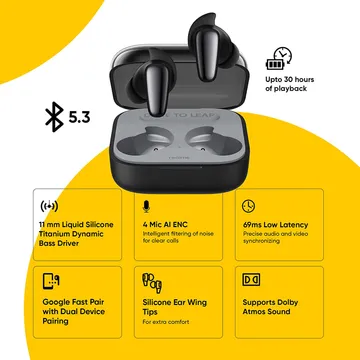 Upto 30 hours
of playback
5.3
TO LEAP
11 mm Liquid Silicone
Titanium Dynamic
Bass Driver
4 Mic AI ENC
Intelligent filtering of noise
for clear calls
69ms Low Latency
Precise audio and video
synchronizing
Google Fast Pair
with Dual Device
Pairing
Silicone Ear Wing
Tips
For extra comfort
Supports Dolby
Atmos Sound